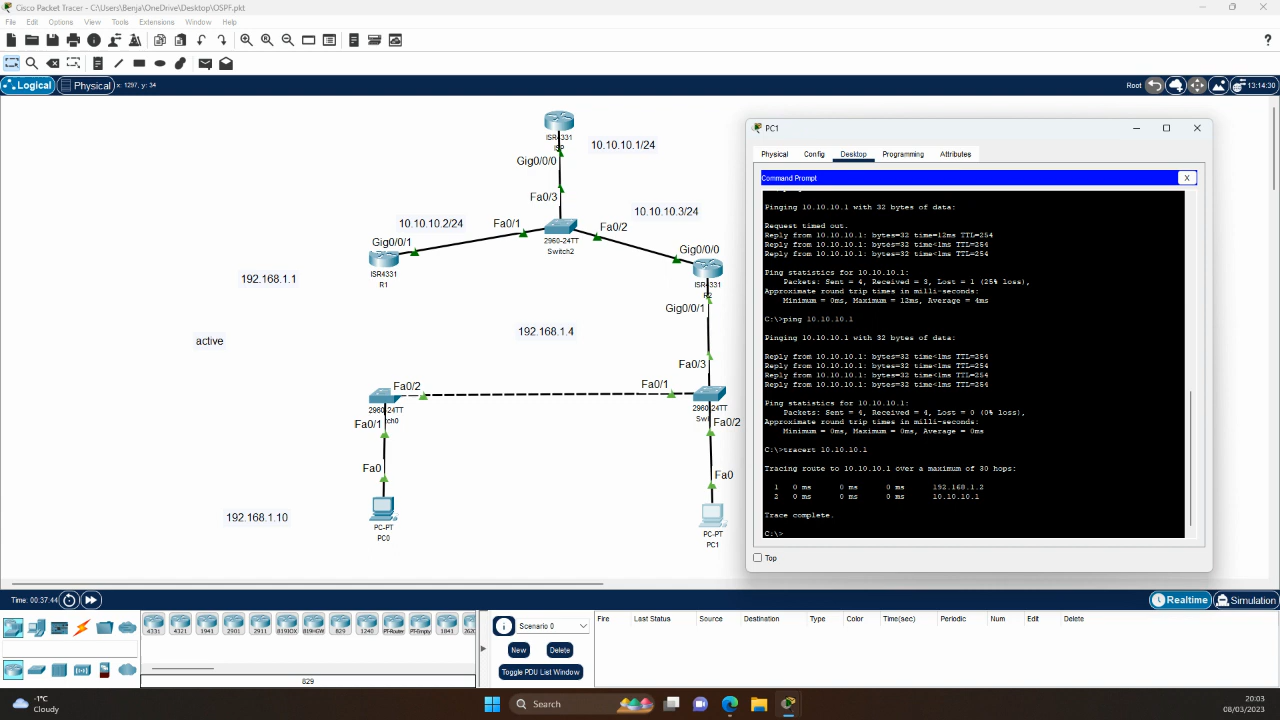 Cisco Packet Tracer - C:\Users\Benja\OneDrive\Desktop\OSPF.pkt
File Edit Options View Tools Extensions Window Help
?
Logical
Physical
x: 1297, y: 34
Root
13:14:30
ISR4331
10.10.10.1/24
Gig0/0/0
Fa0/3
10.10.10.2/24
Fa0/1
10.10.10.3/24
Fa0/2
2960-24TT
Switch2
Gig0/0/1
ISR4331
R1
Gig0/0/0
ISR4331
R2
192.168.1.1
Gig0/0/1
192.168.1.4
active
Fa0/3
Fa0/2
Fa0/1
2960-24TT
2960-24TT
Fa0/1
Fa0/2
Fa0
Fa0
192.168.1.10
PC-PT
PC0
PC-PT
PC1
PC1
Physical Config Desktop Programming Attributes
Command Prompt
X
Pinging 10.10.10.1 with 32 bytes of data:
Request timed out.
Reply from 10.10.10.1: bytes=32 time=12ms TTL=254
Reply from 10.10.10.1: bytes=32 time<1ms TTL=254
Reply from 10.10.10.1: bytes=32 time<1ms TTL=254
Ping statistics for 10.10.10.1:
Packets: Sent = 4, Received = 3, Lost = 1 (25% loss),
Approximate round trip times in milli-seconds:
Minimum = 0ms, Maximum = 12ms, Average = 4ms
C:\>ping 10.10.10.1
Pinging 10.10.10.1 with 32 bytes of data:
Reply from 10.10.10.1: bytes=32 time<1ms TTL=254
Reply from 10.10.10.1: bytes=32 time<1ms TTL=254
Reply from 10.10.10.1: bytes=32 time<1ms TTL=254
Reply from 10.10.10.1: bytes=32 time<1ms TTL=254
Ping statistics for 10.10.10.1:
Packets: Sent = 4, Received = 4, Lost = 0 (0% loss),
Approximate round trip times in milli-seconds:
Minimum = 0ms, Maximum = 0ms, Average = 0ms
C:\>tracert 10.10.10.1
Tracing route to 10.10.10.1 over a maximum of 30 hops:
1 0 ms 0 ms 0 ms 192.168.1.2
2 0 ms 0 ms 0 ms 10.10.10.1
Trace complete.
C:\>
Top
Time: 00:37:44
Realtime
Simulation
4331 4321 1941 2901 2911 819IOX 819HGW 829 1240 PT-Router PT-Empty 1841
829
Scenario 0
New
Delete
Toggle PDU List Window
Fire Last Status Source Destination Type Color Time(sec) Periodic Num Edit Delete
-1°C
Cloudy
Search
20:03
08/03/2023